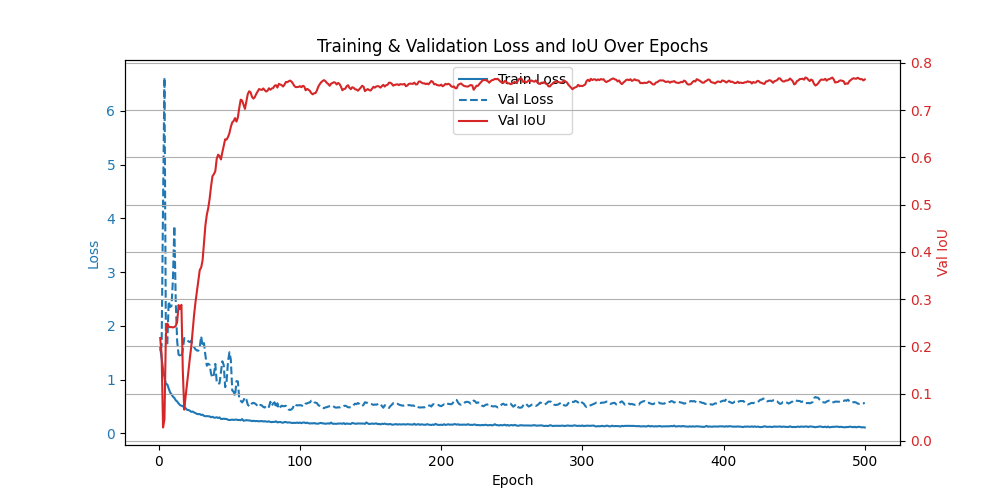 Training & Validation Loss and IoU Over Epochs
Train Loss
Val Loss
Val IoU
Loss
6
5
4
3
2
1
0
0.8
0.7
0.6
0.5
0.4
0.3
0.2
0.1
0.0
Val IoU
0 100 200 300 400 500
Epoch